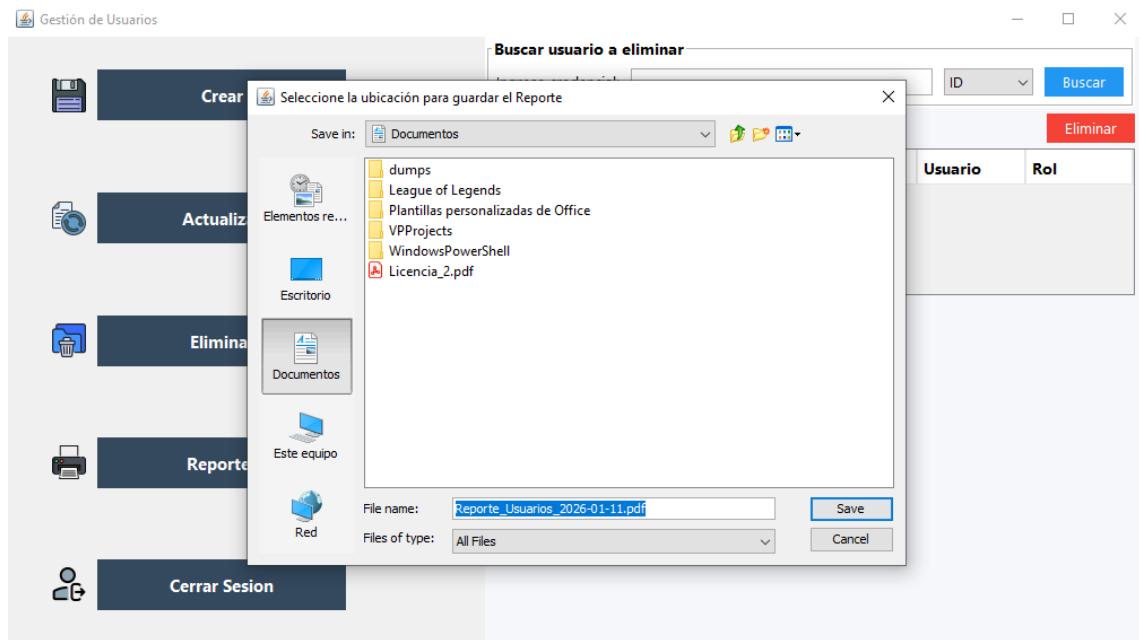 Gestión de Usuarios
Buscar usuario a eliminar
ID
Buscar
Eliminar
Usuario Rol
Crear
Actualiz
Elimina
Reporte
Cerrar Sesion
Seleccione la ubicación para guardar el Reporte
Save in: Documentos
Elementos re...
Escritorio
Documentos
Este equipo
Red
dumps
League of Legends
Plantillas personalizadas de Office
VPProjects
WindowsPowerShell
Licencia_2.pdf
File name: Reporte_Usuarios_2026-01-11.pdf
Save
Files of type: All Files
Cancel